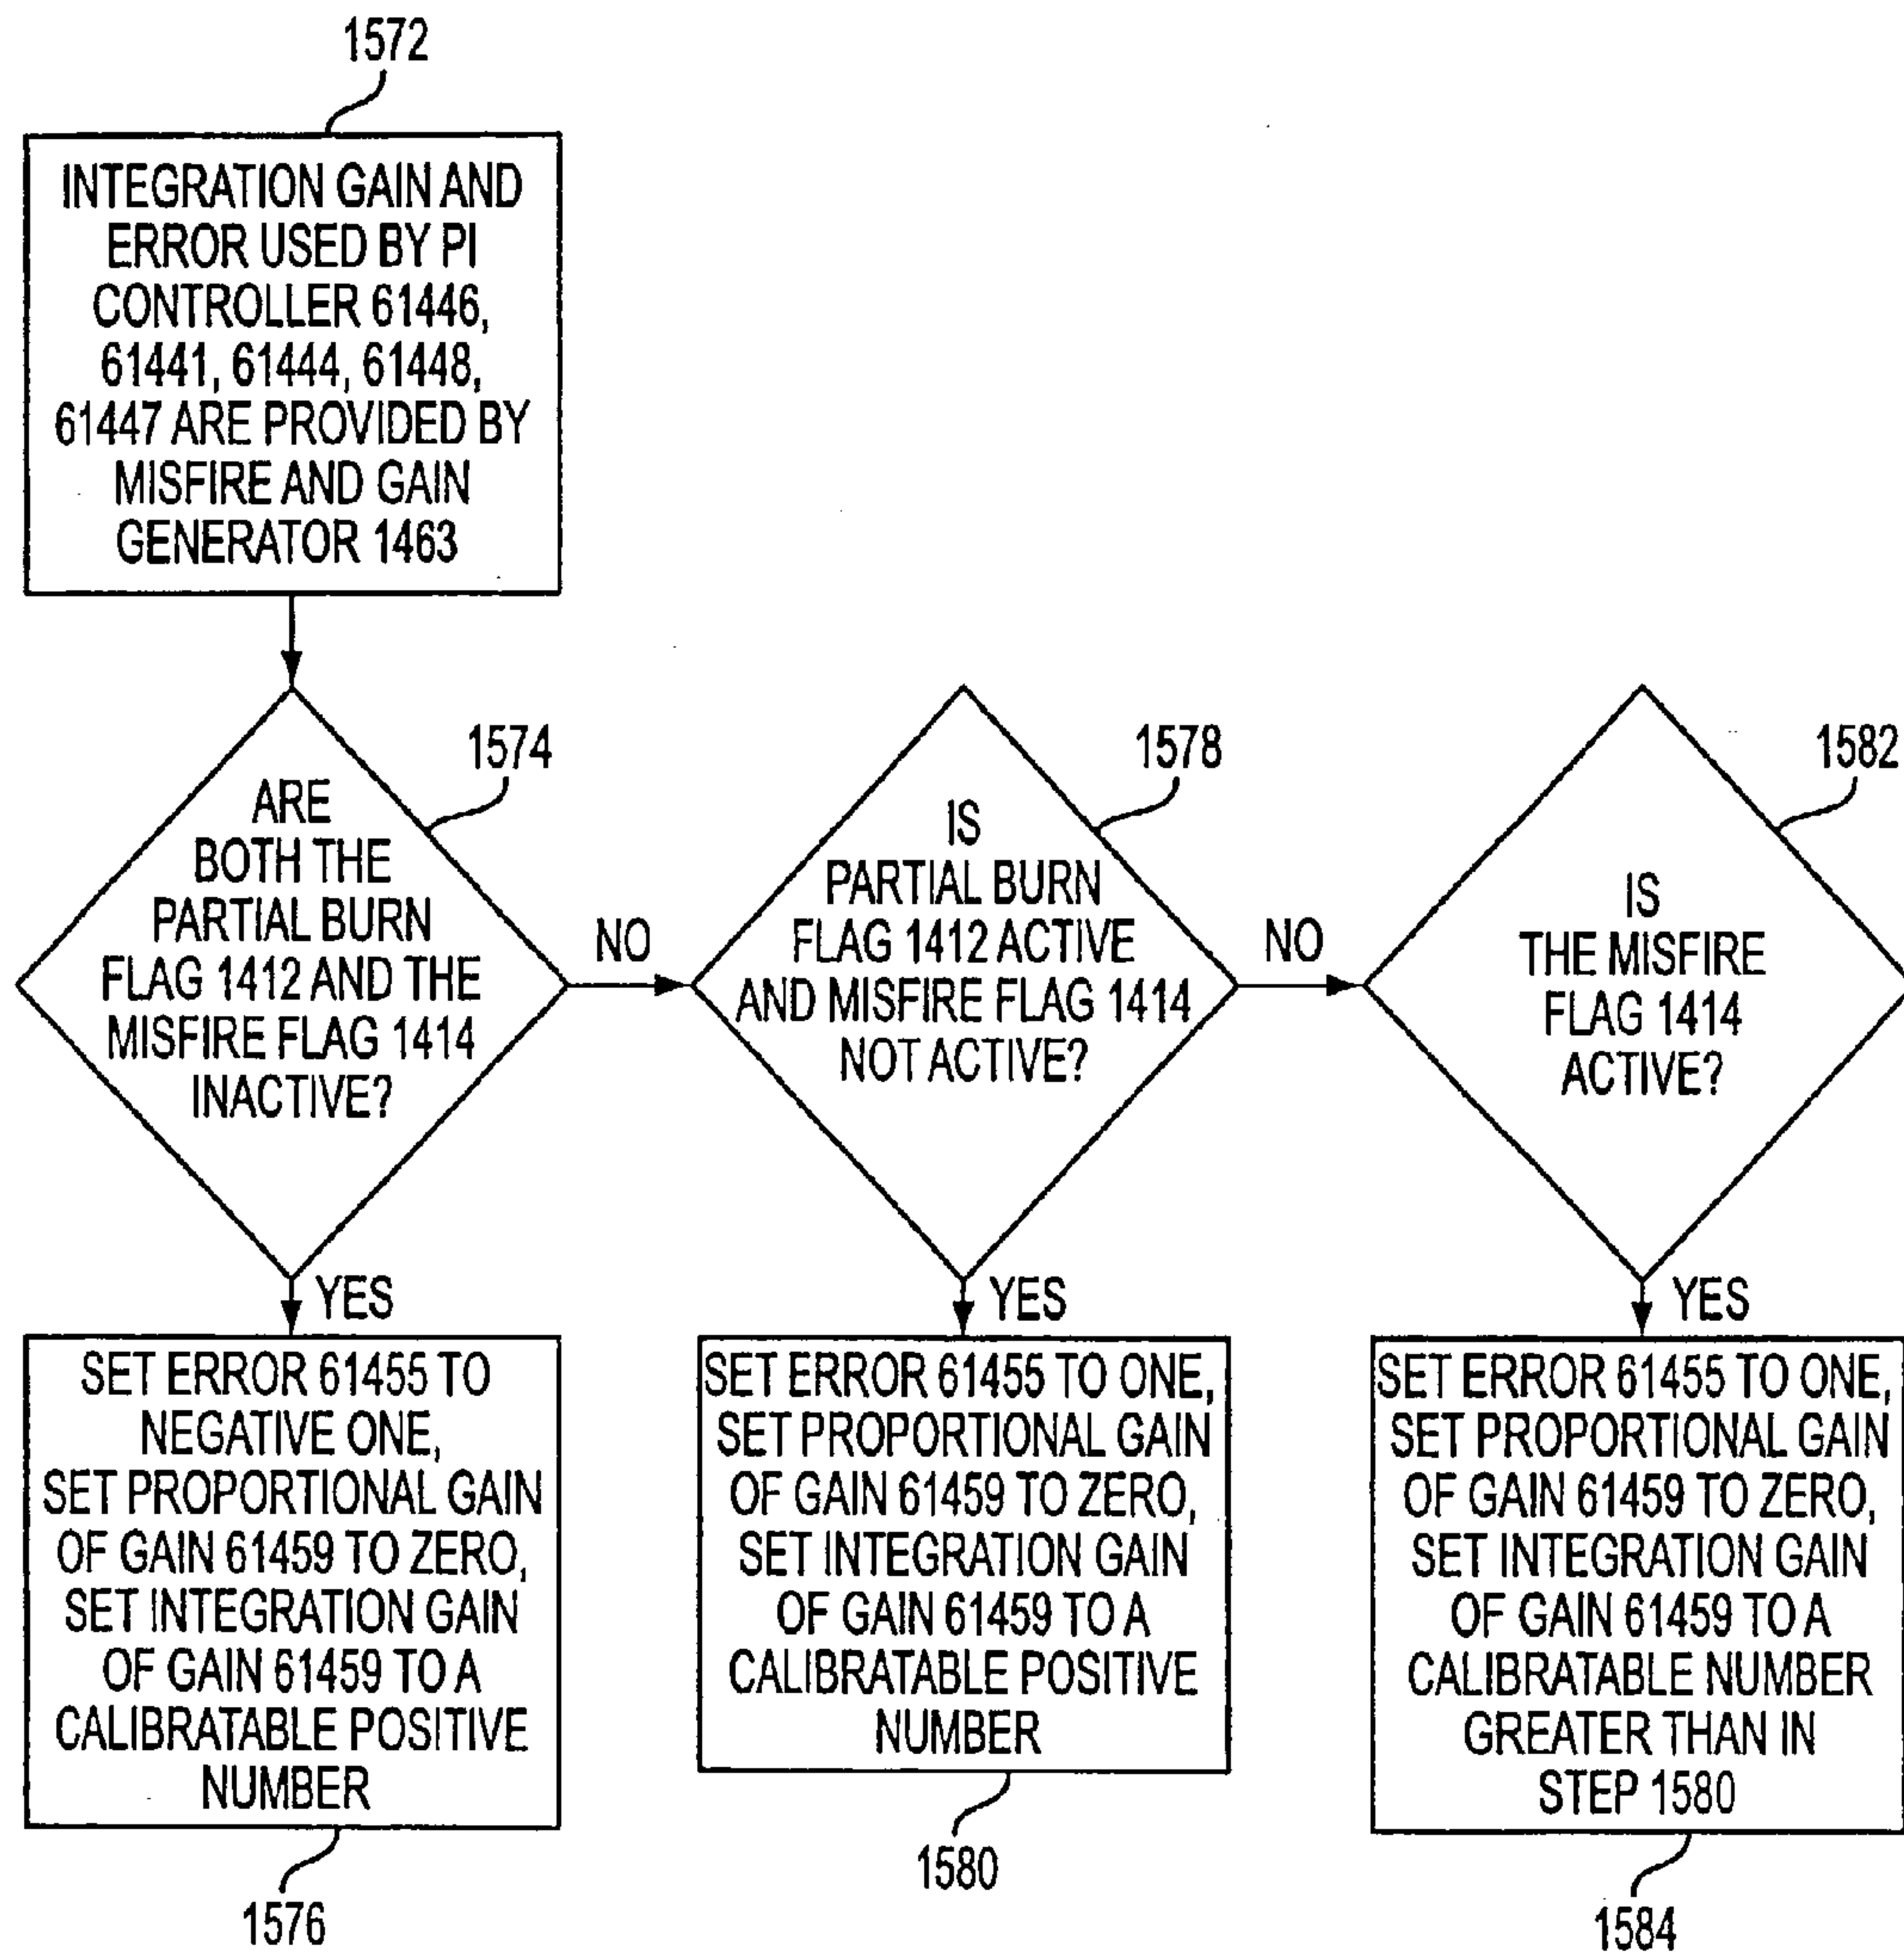 1572
INTEGRATION GAIN AND
ERROR USED BY PI
CONTROLLER 61446,
61441, 61444, 61448,
61447 ARE PROVIDED BY
MISFIRE AND GAIN
GENERATOR 1463
1574
ARE
BOTH THE
PARTIAL BURN
FLAG 1412 AND THE
MISFIRE FLAG 1414
INACTIVE?
NO
1578
IS
PARTIAL BURN
FLAG 1412 ACTIVE
AND MISFIRE FLAG 1414
NOT ACTIVE?
NO
1582
IS
THE MISFIRE
FLAG 1414
ACTIVE?
YES
SET ERROR 61455 TO
NEGATIVE ONE,
SET PROPORTIONAL GAIN
OF GAIN 61459 TO ZERO,
SET INTEGRATION GAIN
OF GAIN 61459 TO A
CALIBRATABLE POSITIVE
NUMBER
1576
YES
SET ERROR 61455 TO ONE,
SET PROPORTIONAL GAIN
OF GAIN 61459 TO ZERO,
SET INTEGRATION GAIN
OF GAIN 61459 TO A
CALIBRATABLE POSITIVE
NUMBER
1580
YES
SET ERROR 61455 TO ONE,
SET PROPORTIONAL GAIN
OF GAIN 61459 TO ZERO,
SET INTEGRATION GAIN
OF GAIN 61459 TO A
CALIBRATABLE NUMBER
GREATER THAN IN
STEP 1580
1584